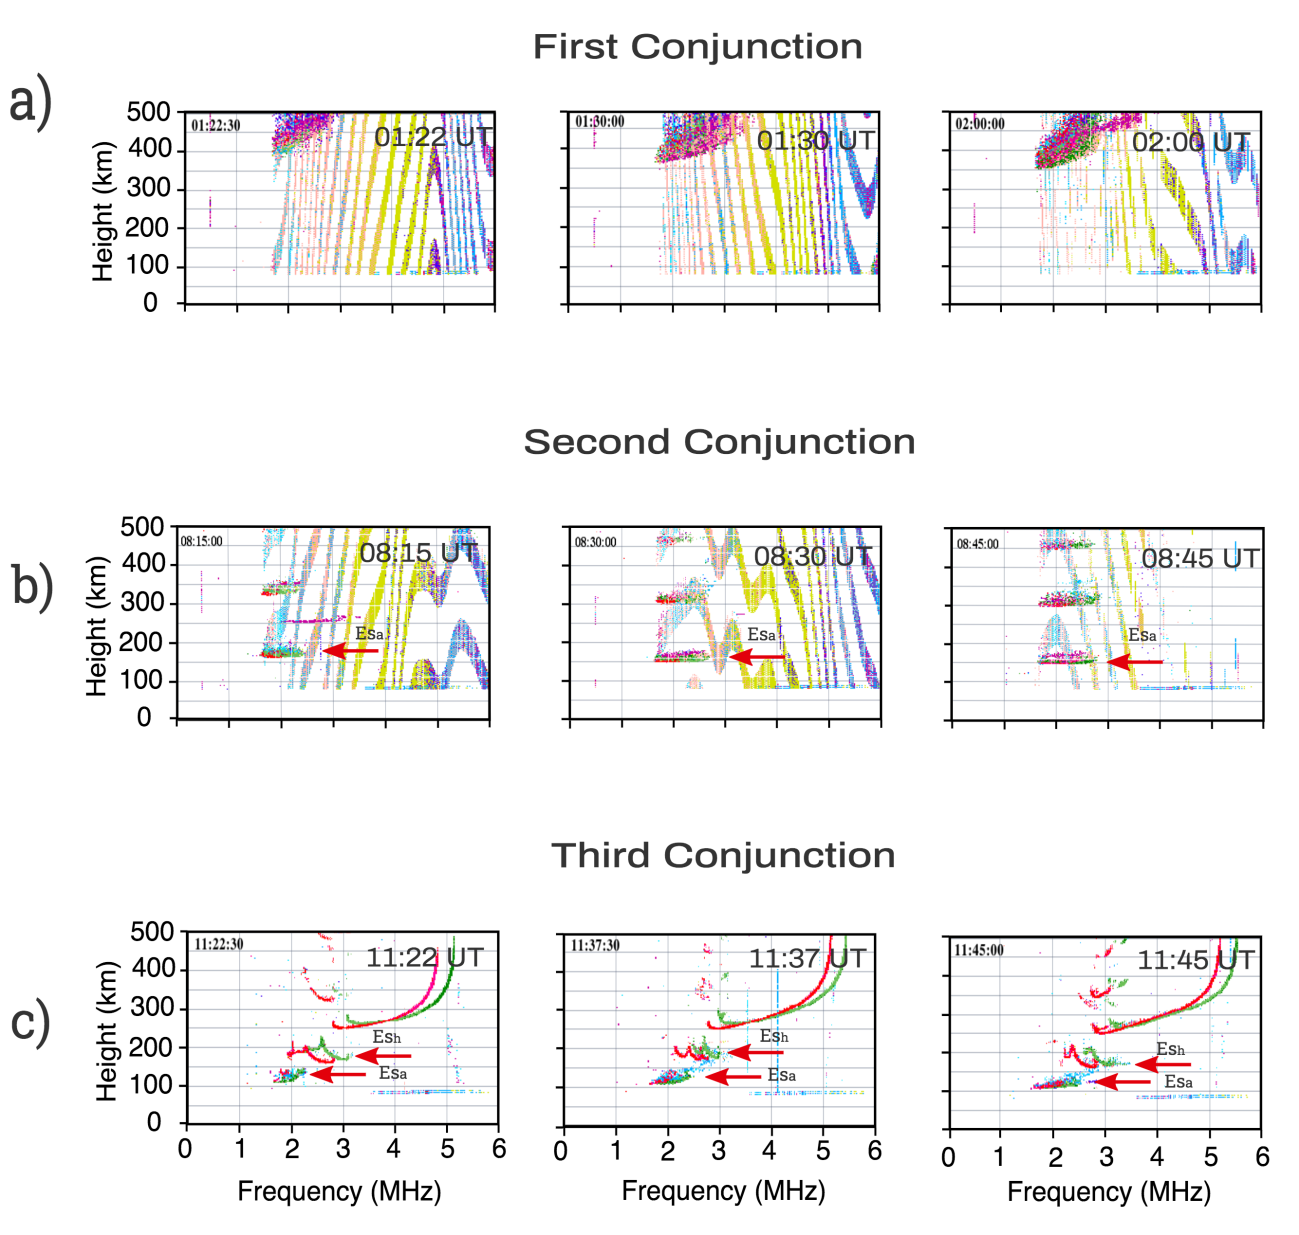 First Conjunction
a)
500
400
300
200
100
0
Height (km)
01:22:30
01:22 UT
01:30:00
01:30 UT
02:00:00
02:00 UT
Second Conjunction
b)
500
400
300
200
100
0
Height (km)
08:15:00
08:15 UT
Esa
08:30:00
08:30 UT
Esa
08:45:00
08:45 UT
Esa
Third Conjunction
c)
500
400
300
200
100
0
Height (km)
11:22:30
11:22 UT
Esh
Esa
11:37:30
11:37 UT
Esh
Esa
11:45:00
11:45 UT
Esh
Esa
0 1 2 3 4 5 6
Frequency (MHz)
0 1 2 3 4 5 6
Frequency (MHz)
0 1 2 3 4 5 6
Frequency (MHz)